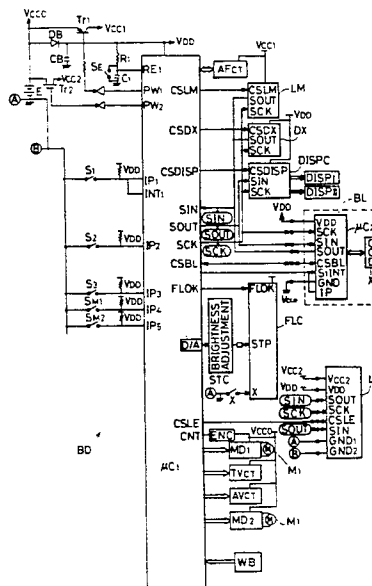 VCCO Tr1 VCC1
DB VDD
CB R1 VCC1
SE RE1 AFCT
C1
VCC2 PW1 CSLM CSLM LM
A E Tr2 SOUT
PW2 SCK VDD
B CSDX CSDX DX
SOUT
SCK DISPC
S1 VDD CSDISP CSDISP
IP1 SIN DISPI
INT1 SCK DISPII
SIN SIN VDD BL
SOUT SOUT VDD μC2
S2 VDD SCK SCK SCK
IP2 CSBL SIN
SOUT
CSBL
S1INT
S3 VDD FLOK FLOK GND
IP3 IP
SM1 VDD IP4 FLC
SM2 VDD IP5 D/A BRIGHTNESS ADJUSTMENT STP
STC VCC2 VCC2
A X X VDD VDD
SIN SOUT
SCK SCK
CSLE CSLE
CNT ENC VCCO SOUT SIN
BD μC1 MD1 M A GND1
M1 B GND2
TVCT
AVCT
MD2 M M1
WB